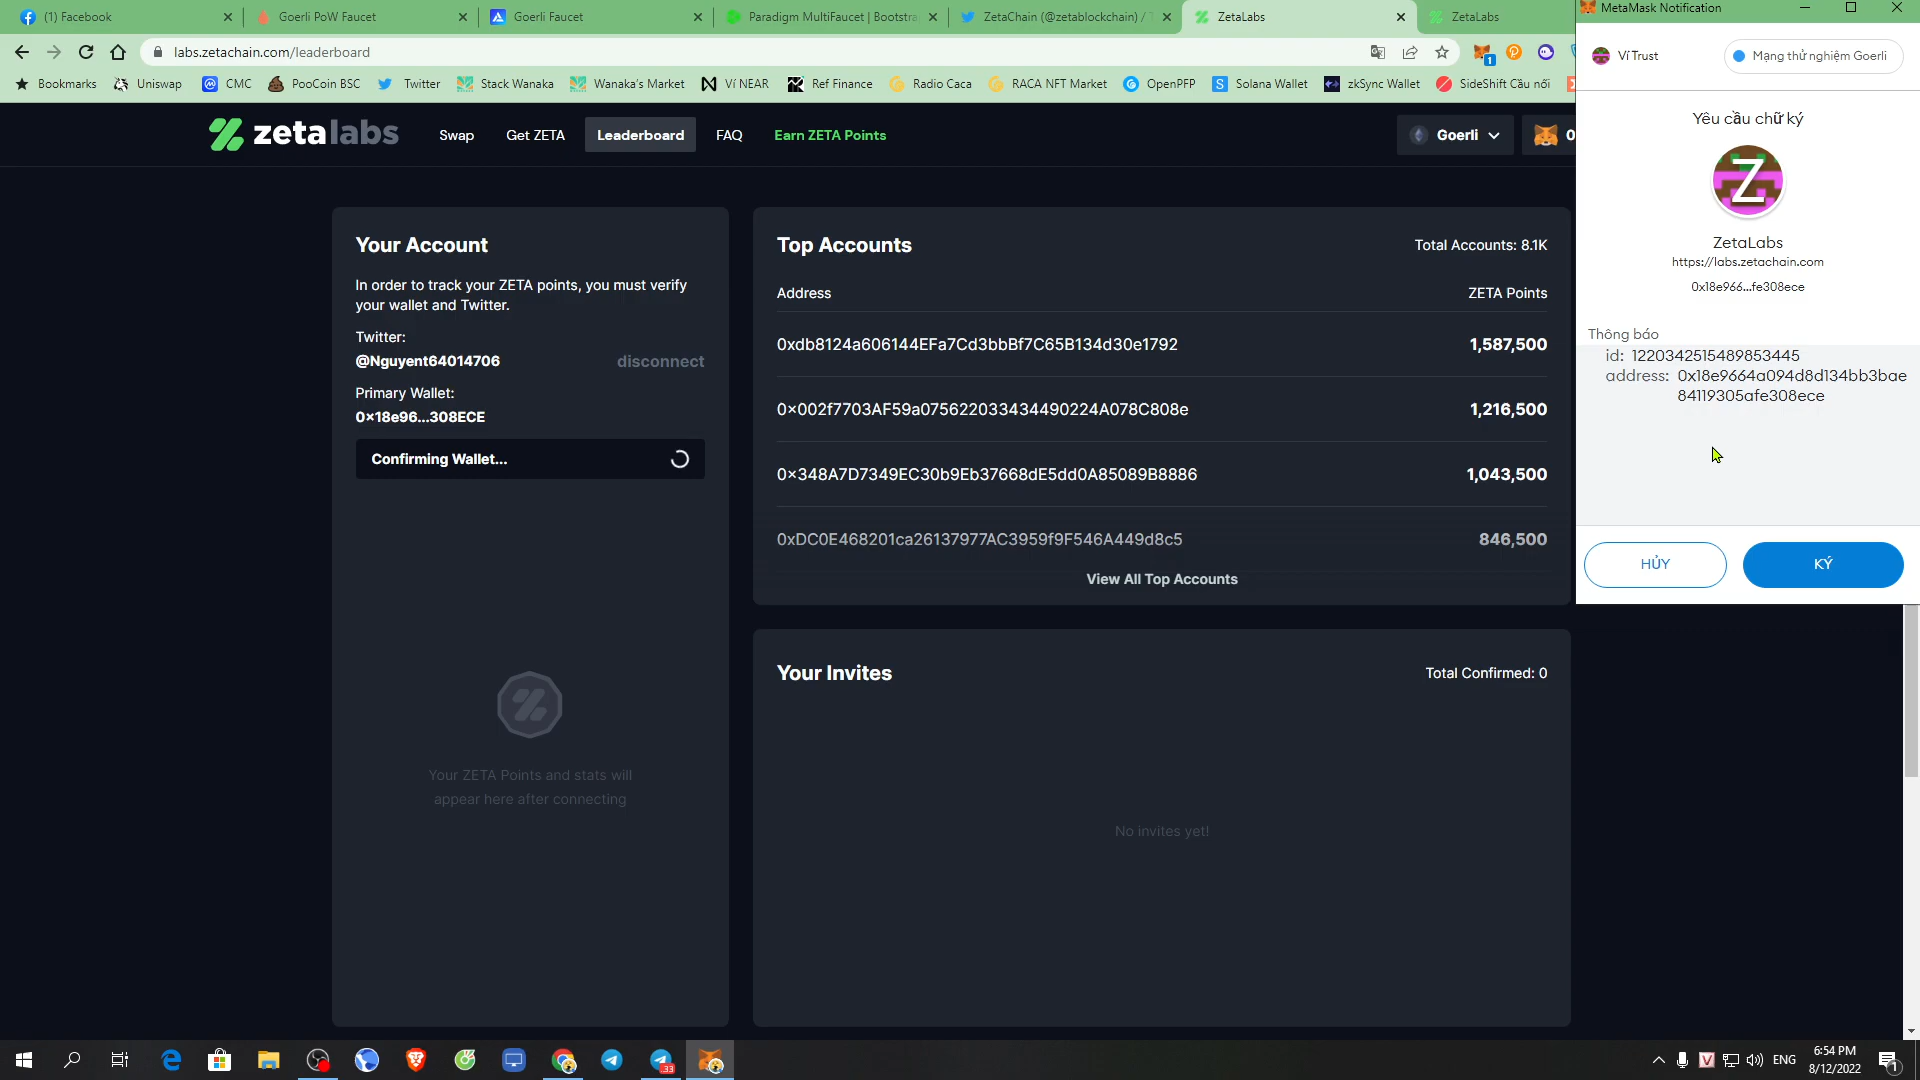 (1) Facebook
Goerli PoW Faucet
Goerli Faucet
Paradigm MultiFaucet | Bootstra
ZetaChain (@zetablockchain) / T
ZetaLabs
ZetaLabs
MetaMask Notification
labs.zetachain.com/leaderboard
1
Bookmarks
Uniswap
CMC
PooCoin BSC
Twitter
Stack Wanaka
Wanaka's Market
Ví NEAR
Ref Finance
Radio Caca
RACA NFT Market
OpenPFP
Solana Wallet
zkSync Wallet
SideShift Cầu nối
zetalabs
Swap
Get ZETA
Leaderboard
FAQ
Earn ZETA Points
Goerli
0
Your Account
In order to track your ZETA points, you must verify
your wallet and Twitter.
Twitter:
@Nguyent64014706
disconnect
Primary Wallet:
0x18e96...308ECE
Confirming Wallet...
Your ZETA Points and stats will
appear here after connecting
Top Accounts
Total Accounts: 8.1K
Address
ZETA Points
0xdb8124a606144EFa7Cd3bbBf7C65B134d30e1792
1,587,500
0x002f7703AF59a075622033434490224A078C808e
1,216,500
0x348A7D7349EC30b9Eb37668dE5dd0A85089B8886
1,043,500
0xDC0E468201ca26137977AC3959f9F546A449d8c5
846,500
View All Top Accounts
Your Invites
Total Confirmed: 0
No invites yet!
Ví Trust
Mạng thử nghiệm Goerli
Yêu cầu chữ ký
Z
ZetaLabs
https://labs.zetachain.com
0x18e966...fe308ece
Thông báo
id: 1220342515489853445
address: 0x18e9664a094d8d134bb3bae
84119305afe308ece
HỦY
KÝ
33
V
ENG
6:54 PM
8/12/2022
1